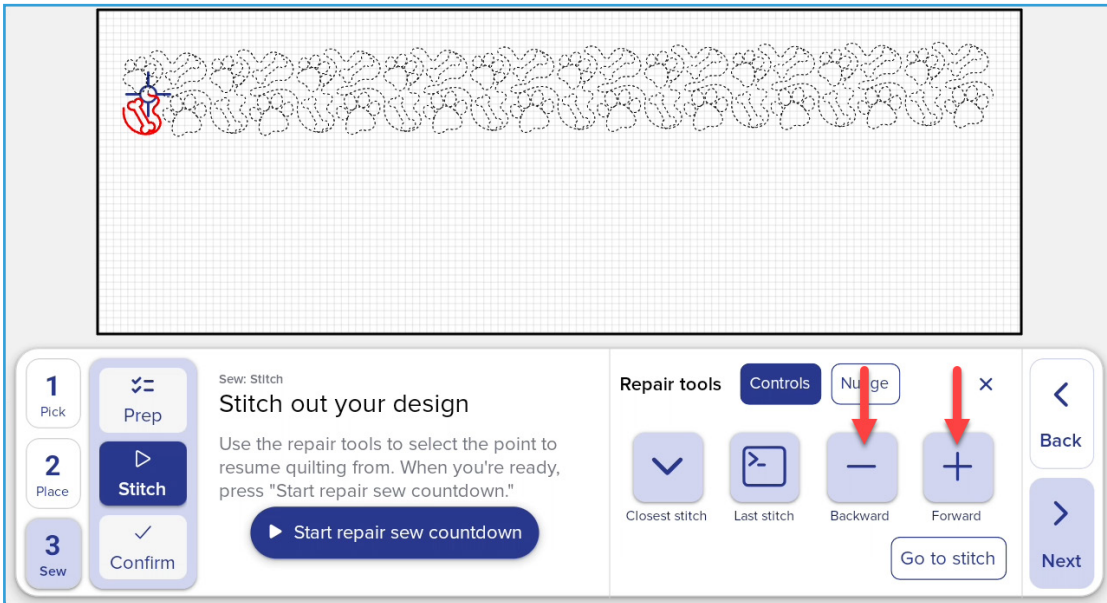 1
Pick
2
Place
3
Sew
Prep
Stitch
Confirm
Sew: Stitch
Stitch out your design
Use the repair tools to select the point to
resume quilting from. When you're ready,
press "Start repair sew countdown."
Start repair sew countdown
Repair tools
Controls
Nudge
Closest stitch
Last stitch
Backward
Forward
Go to stitch
Back
Next